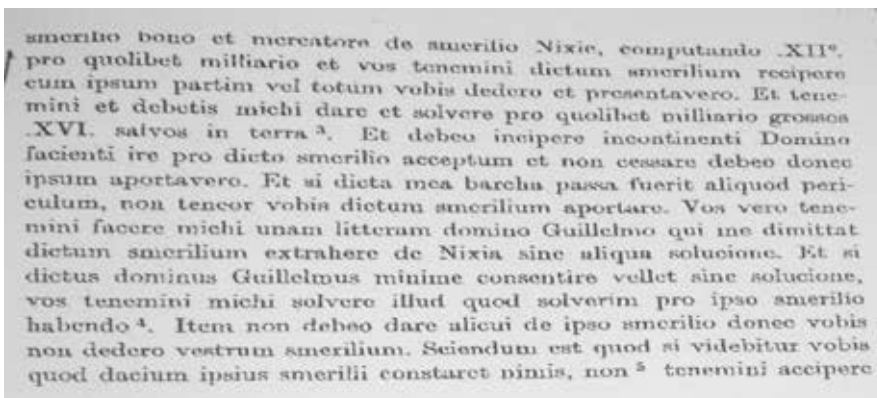 smerilio bono et mercatore de smerilio Nixie, computando .XIIᵉ.
pro quolibet milliario et vos tenemini dictum smerilium recipere
cum ipsum partim vel totum vobis dedero et presentavero. Et tene-
mini et debetis michi dare et solvere pro quolibet milliario grossos
.XVI. salvos in terra ³. Et debeo incipere incontinenti Domino
facienti ire pro dicto smerilio acceptum et non cessare debeo donec
ipsum aportavero. Et si dicta mea barcha passa fuerit aliquod peri-
culum, non teneor vobis dictum smerilium aportare. Vos vero tene-
mini facere michi unam litteram domino Guillelmo qui me dimittat
dictum smerilium extrahere de Nixia sine aliqua solucione. Et si
dictus dominus Guillelmus minime consentire vellet sine solucione,
vos tenemini michi solvere illud quod solverim pro ipso smerilio
habendo ⁴. Item non debeo dare alicui de ipso smerilio donec vobis
non dedero vestrum smerilium. Sciendum est quod si videbitur vobis
quod dacium ipsius smerilii constaret nimis, non ⁵ tenemini accipere